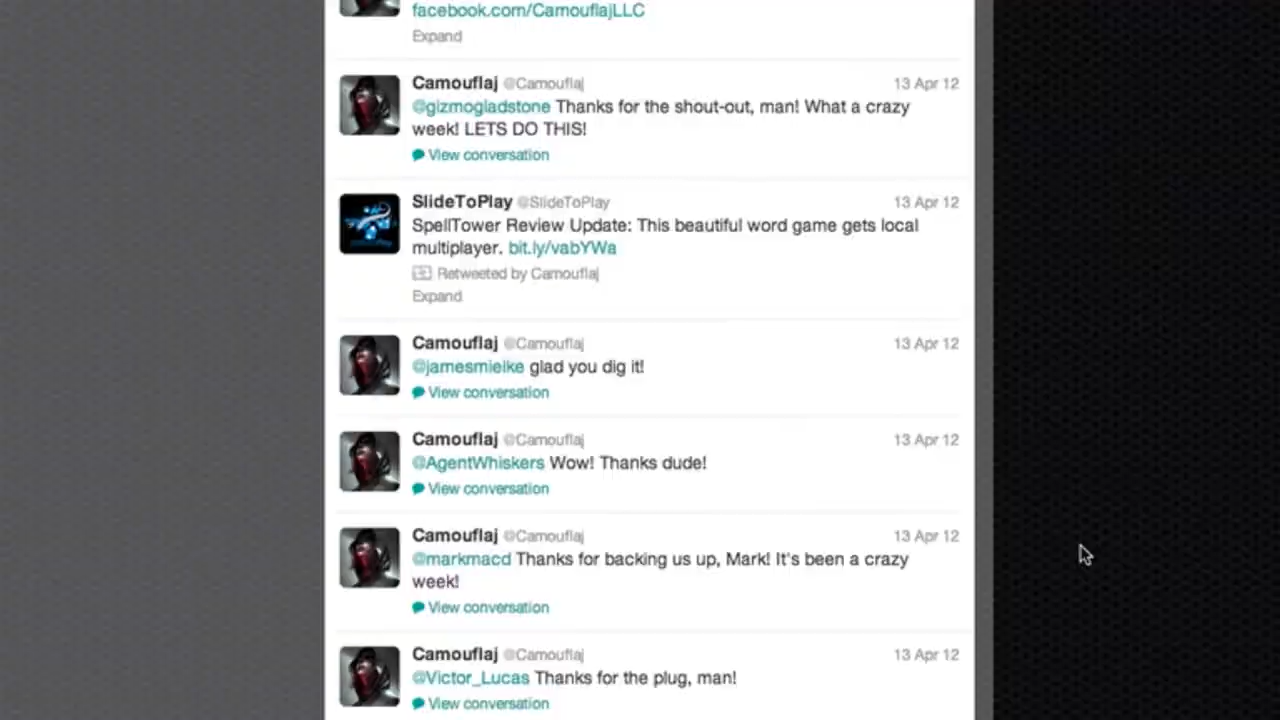 facebook.com/CamouflajLLC
Expand
Camouflaj @Camouflaj 13 Apr 12
@gizmogladstone Thanks for the shout-out, man! What a crazy
week! LETS DO THIS!
View conversation
SlideToPlay @SlideToPlay 13 Apr 12
SpellTower Review Update: This beautiful word game gets local
multiplayer. bit.ly/vabYWa
Retweeted by Camouflaj
Expand
Camouflaj @Camouflaj 13 Apr 12
@jamesmielke glad you dig it!
View conversation
Camouflaj @Camouflaj 13 Apr 12
@AgentWhiskers Wow! Thanks dude!
View conversation
Camouflaj @Camouflaj 13 Apr 12
@markmacd Thanks for backing us up, Mark! It's been a crazy
week!
View conversation
Camouflaj @Camouflaj 13 Apr 12
@Victor_Lucas Thanks for the plug, man!
View conversation